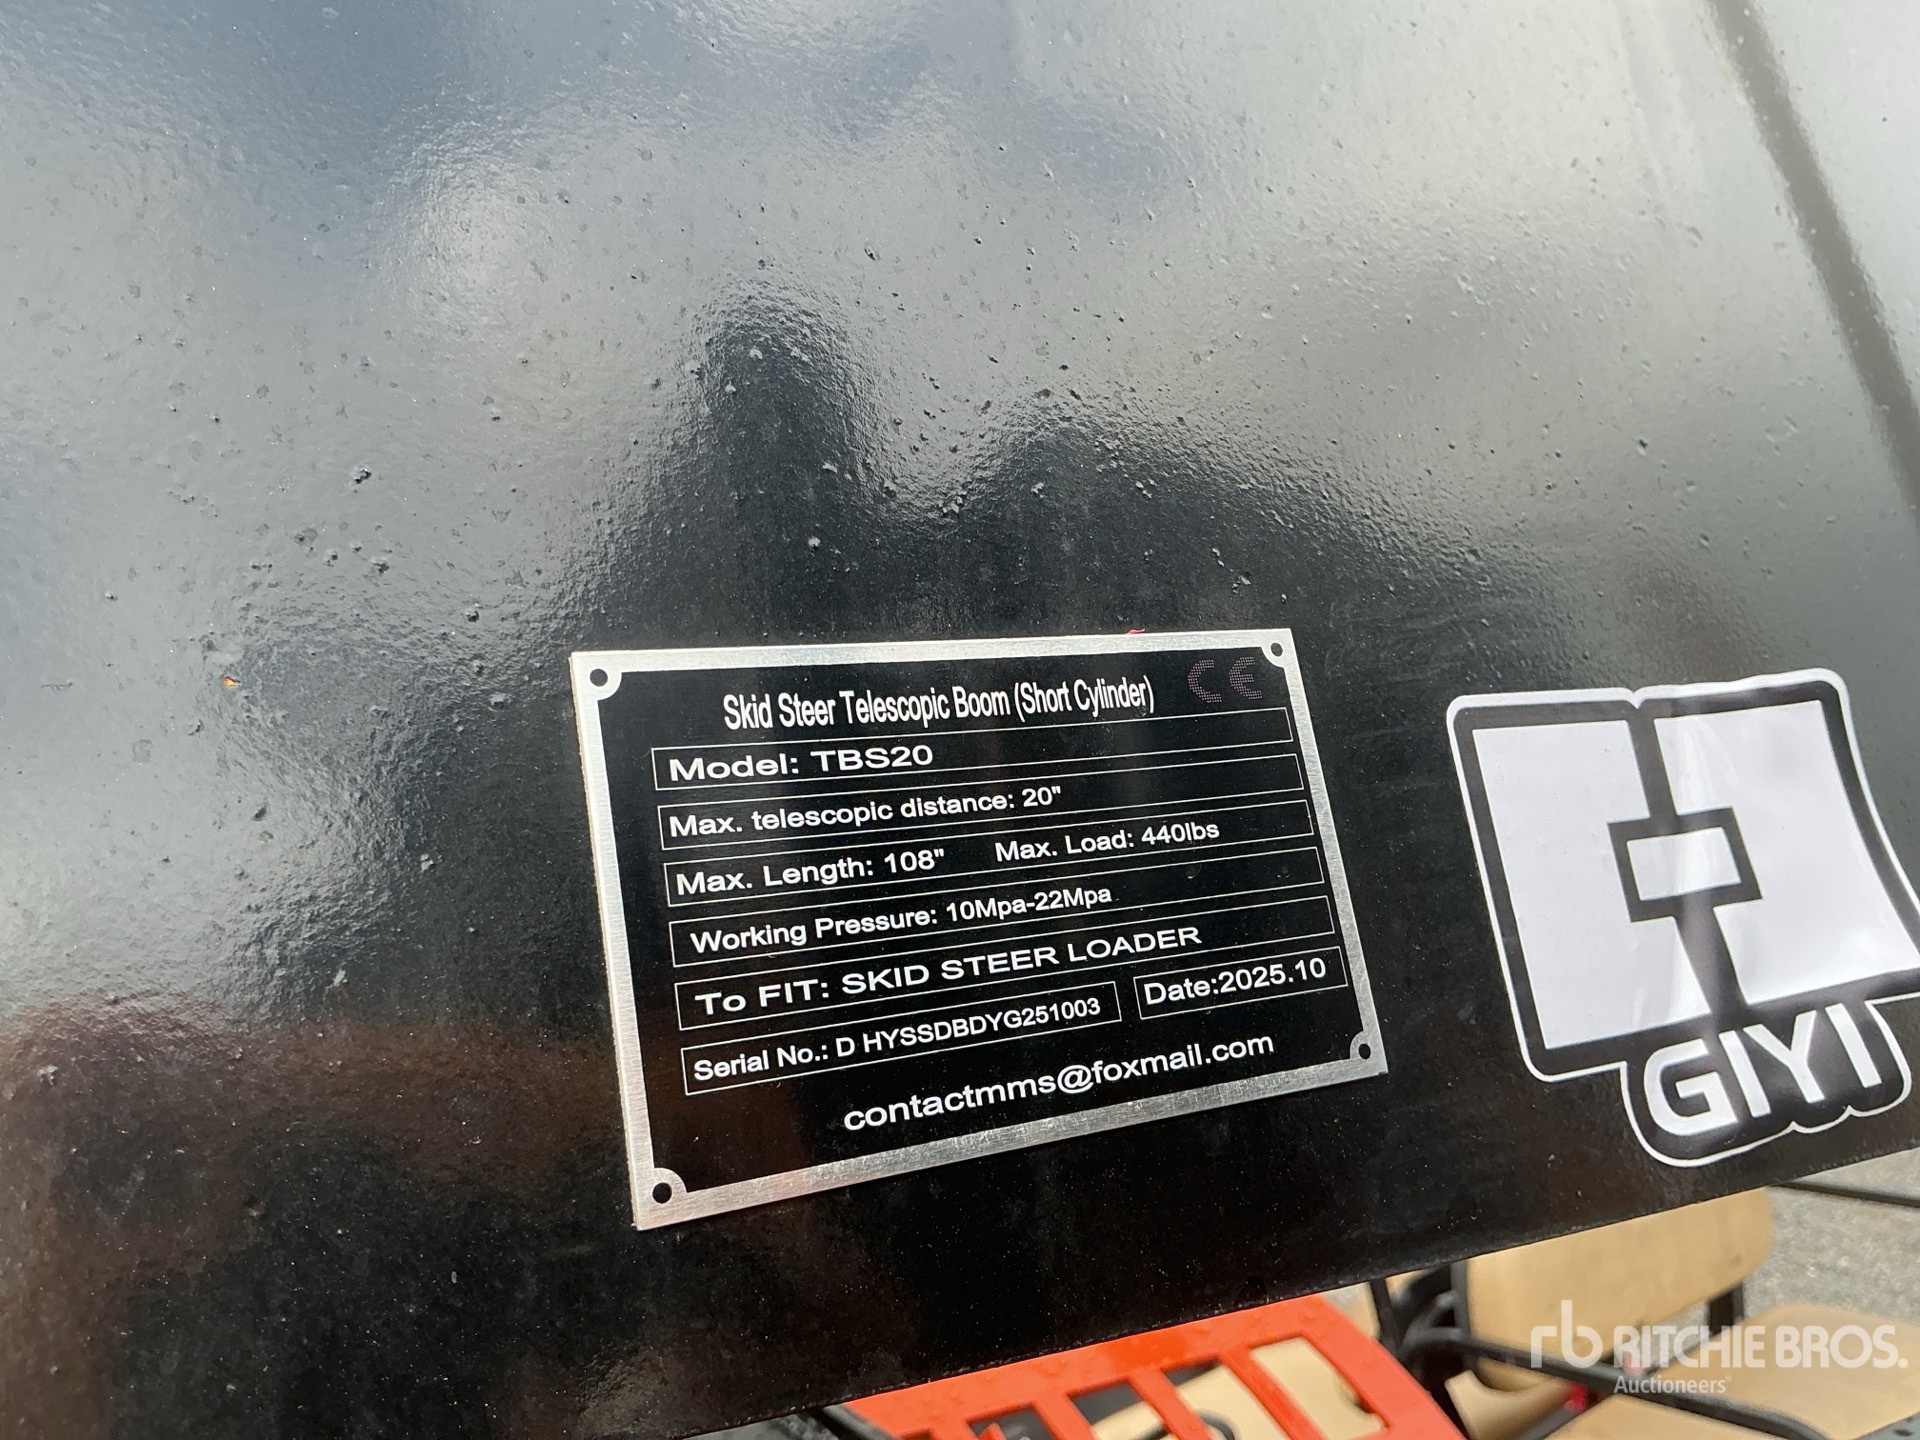 Skid Steer Telescopic Boom (Short Cylinder)
CE
Model: TBS20
Max. telescopic distance: 20"
Max. Length: 108" Max. Load: 440lbs
Working Pressure: 10Mpa-22Mpa
To FIT: SKID STEER LOADER
Serial No.: D HYSSDBDYG251003 Date:2025.10
contactmms@foxmail.com
GIYI
rb RITCHIE BROS.
Auctioneers